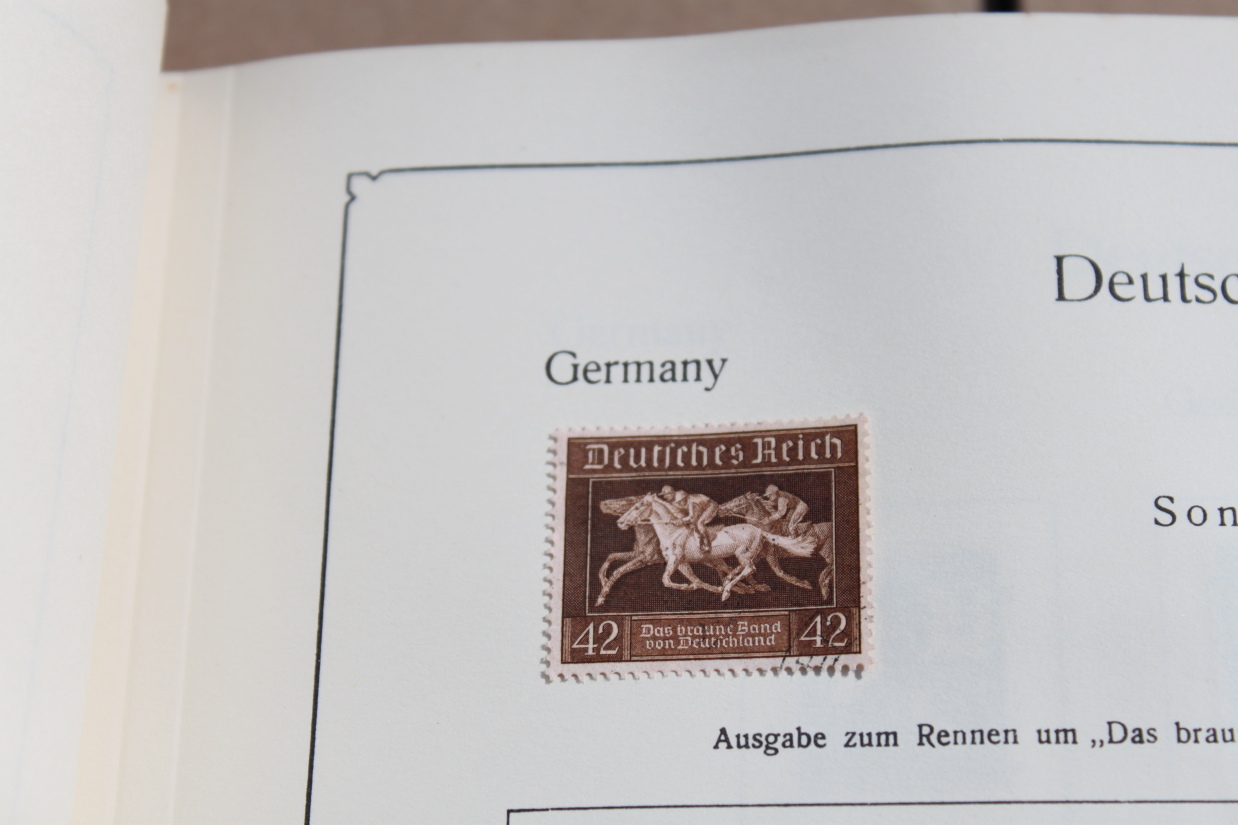 Deutsc
Germany
Deutsches Reich
Son
42 Das braune Band 42
von Deutschland
Ausgabe zum Rennen um „Das brau